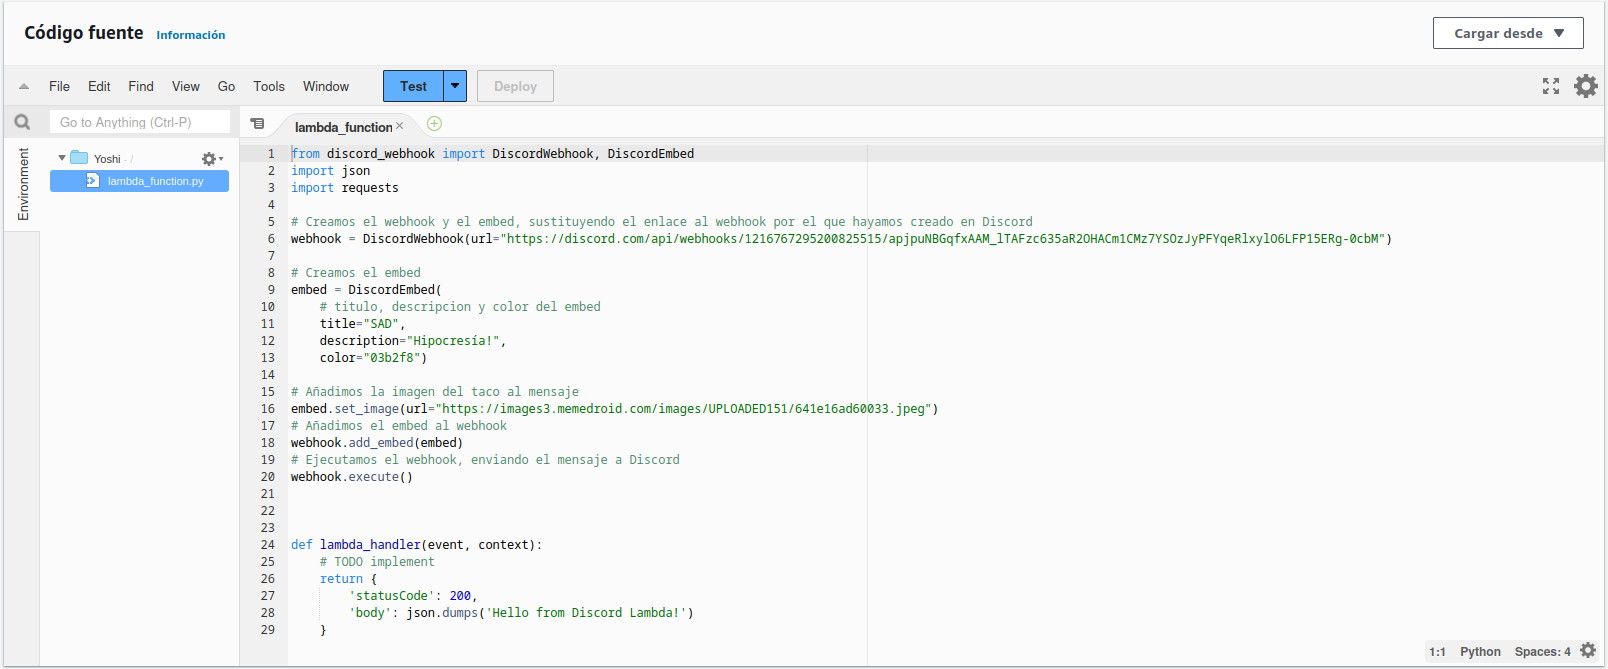 Código fuente Información
Cargar desde
File Edit Find View Go Tools Window Test Deploy
Go to Anything (Ctrl-P)
lambda_function
Environment
Yoshi - /
lambda_function.py
1 from discord_webhook import DiscordWebhook, DiscordEmbed
2 import json
3 import requests
4
5 # Creamos el webhook y el embed, sustituyendo el enlace al webhook por el que hayamos creado en Discord
6 webhook = DiscordWebhook(url="https://discord.com/api/webhooks/1216767295200825515/apjpuNBGqfxAAM_lTAFzc635aR2OHACm1CMz7YSOzJyPFYqeRlxylO6LFP15ERg-0cbM")
7
8 # Creamos el embed
9 embed = DiscordEmbed(
10 # titulo, descripcion y color del embed
11 title="SAD",
12 description="Hipocresía!",
13 color="03b2f8")
14
15 # Añadimos la imagen del taco al mensaje
16 embed.set_image(url="https://images3.memedroid.com/images/UPLOADED151/641e16ad60033.jpeg")
17 # Añadimos el embed al webhook
18 webhook.add_embed(embed)
19 # Ejecutamos el webhook, enviando el mensaje a Discord
20 webhook.execute()
21
22
23
24 def lambda_handler(event, context):
25 # TODO implement
26 return {
27 'statusCode': 200,
28 'body': json.dumps('Hello from Discord Lambda!')
29 }
1:1 Python Spaces: 4